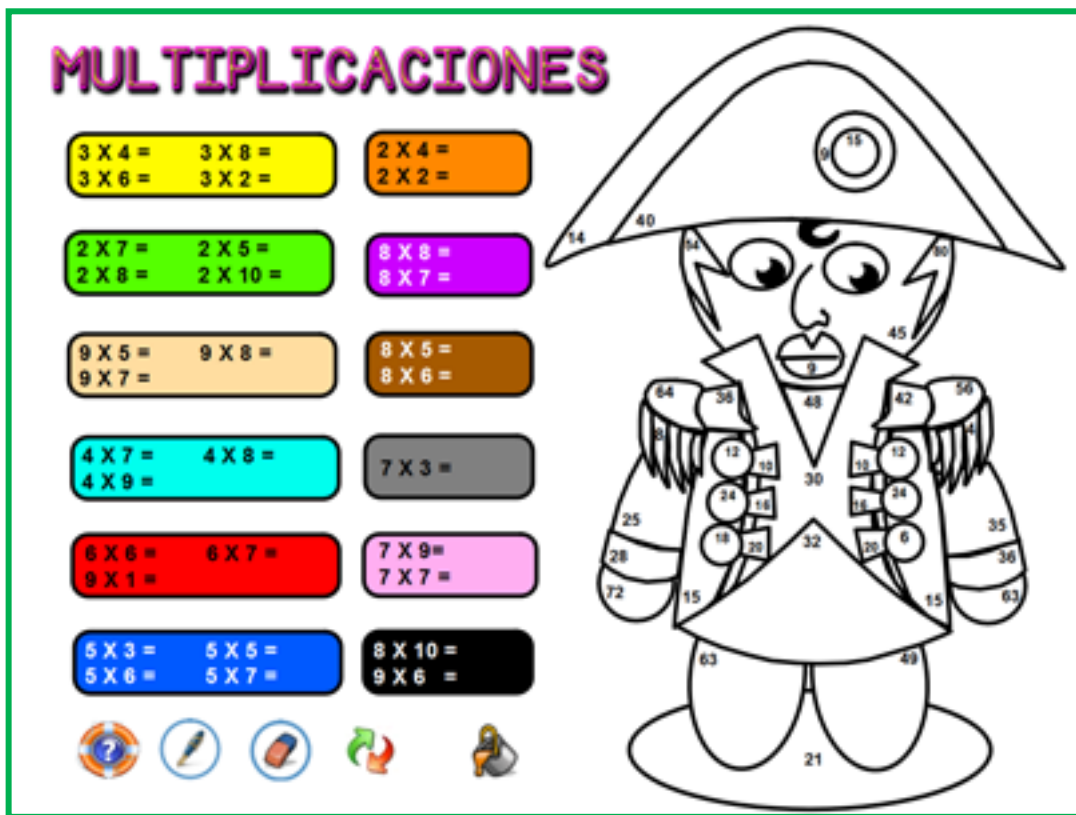 MULTIPLICACIONES
3 X 4 = 3 X 8 =
3 X 6 = 3 X 2 =
2 X 4 =
2 X 2 =
2 X 7 = 2 X 5 =
2 X 8 = 2 X 10 =
8 X 8 =
8 X 7 =
9 X 5 = 9 X 8 =
9 X 7 =
8 X 5 =
8 X 6 =
4 X 7 = 4 X 8 =
4 X 9 =
7 X 3 =
6 X 6 = 6 X 7 =
9 X 1 =
7 X 9=
7 X 7 =
5 X 3 = 5 X 5 =
5 X 6 = 5 X 7 =
8 X 10 =
9 X 6 =
?
15
9
40
14
54
80
45
9
64 36 48 42 56
8 4
12 10 10 12
30
24 16 16 24
25 35
18 20 32 20 6
28 36
72 15 15 63
63 49
21